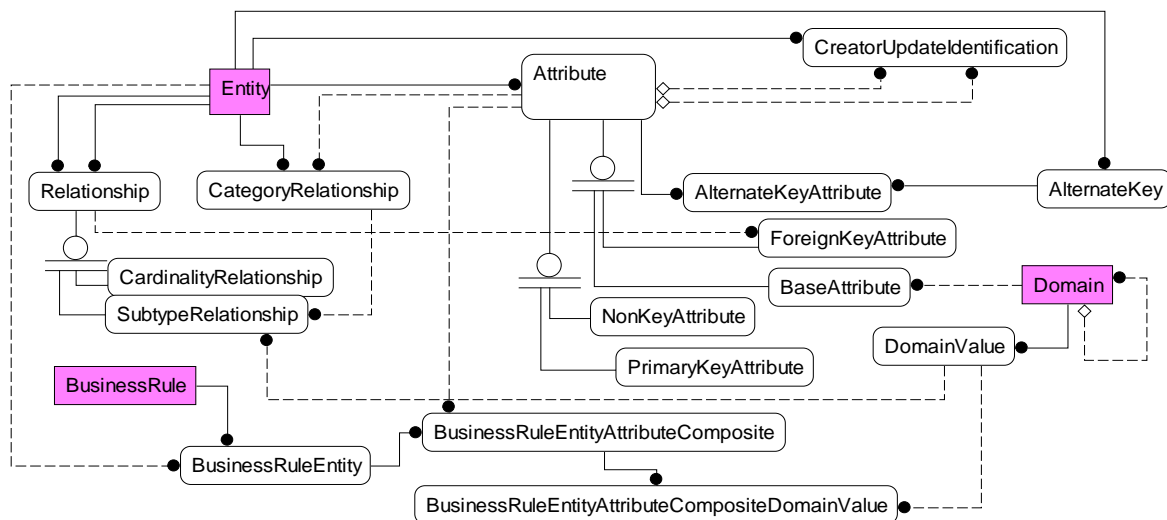 CreatorUpdateIdentification
Attribute
Entity
Relationship
CategoryRelationship
AlternateKeyAttribute
AlternateKey
ForeignKeyAttribute
CardinalityRelationship
BaseAttribute
Domain
SubtypeRelationship
NonKeyAttribute
DomainValue
PrimaryKeyAttribute
BusinessRule
BusinessRuleEntityAttributeComposite
BusinessRuleEntity
BusinessRuleEntityAttributeCompositeDomainValue